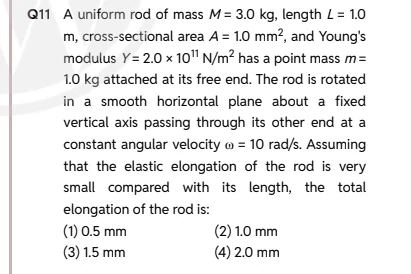 Q11 A uniform rod of mass M = 3.0 kg, length L = 1.0
m, cross-sectional area A = 1.0 mm², and Young's
modulus Y = 2.0 × 10¹¹ N/m² has a point mass m =
1.0 kg attached at its free end. The rod is rotated
in a smooth horizontal plane about a fixed
vertical axis passing through its other end at a
constant angular velocity ω = 10 rad/s. Assuming
that the elastic elongation of the rod is very
small compared with its length, the total
elongation of the rod is:
(1) 0.5 mm (2) 1.0 mm
(3) 1.5 mm (4) 2.0 mm